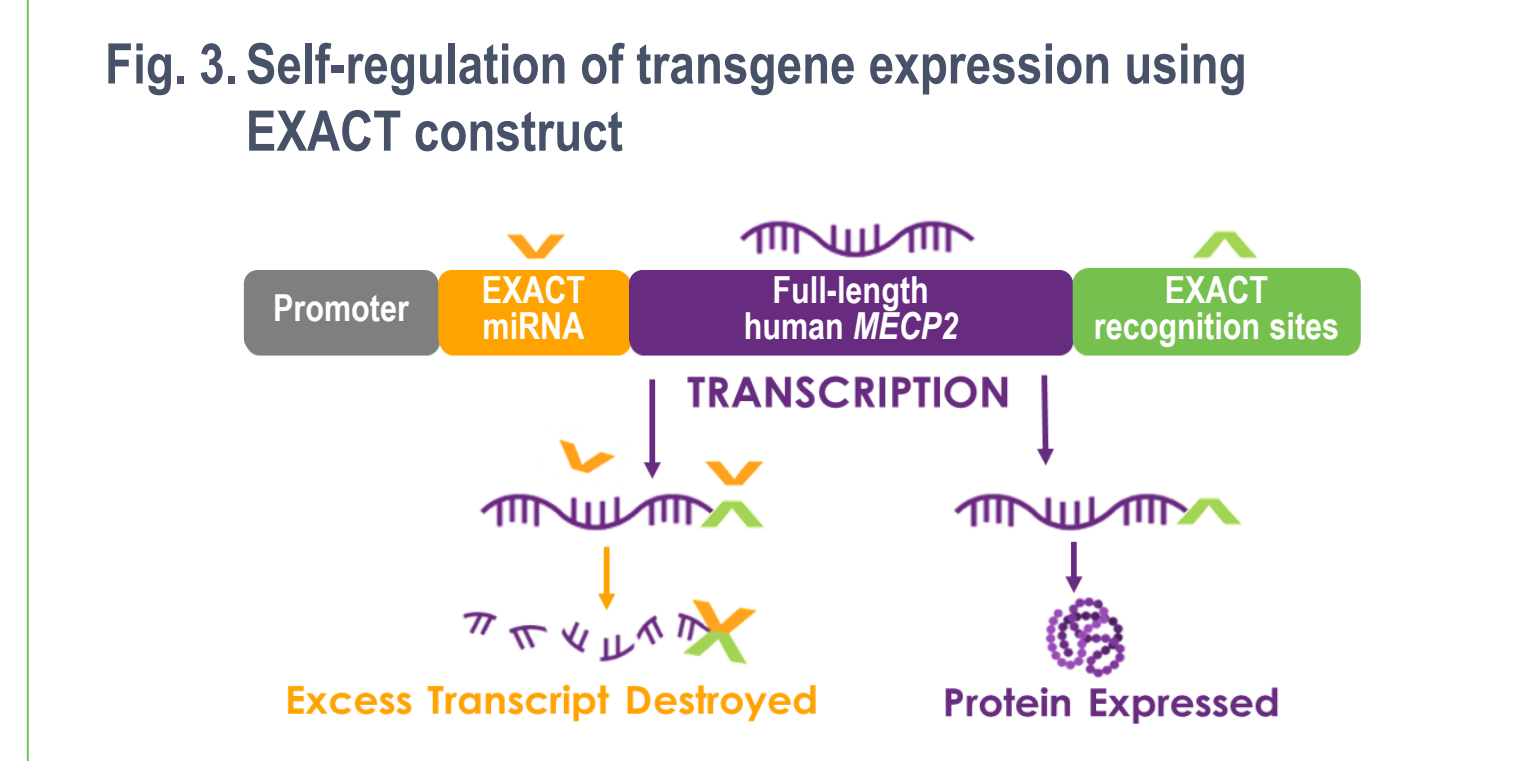 Fig. 3. Self-regulation of transgene expression using
EXACT construct
Promoter
EXACT
miRNA
Full-length
human MECP2
EXACT
recognition sites
TRANSCRIPTION
Excess Transcript Destroyed
Protein Expressed